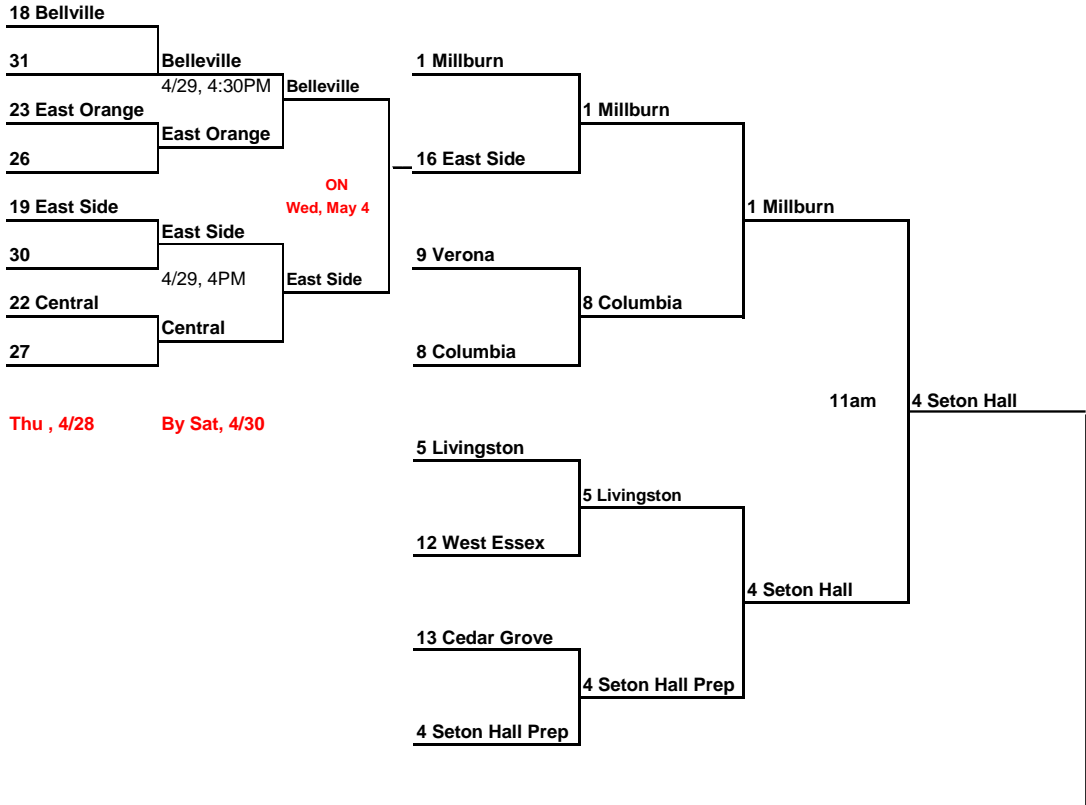 18 Bellville
31
Belleville
1 Millburn
4/29, 4:30PM
Belleville
23 East Orange
1 Millburn
East Orange
26
16 East Side
ON
Wed, May 4
19 East Side
1 Millburn
East Side
30
9 Verona
4/29, 4PM
East Side
22 Central
8 Columbia
Central
27
8 Columbia
11am
4 Seton Hall
Thu , 4/28
By Sat, 4/30
5 Livingston
5 Livingston
12 West Essex
4 Seton Hall
13 Cedar Grove
4 Seton Hall Prep
4 Seton Hall Prep